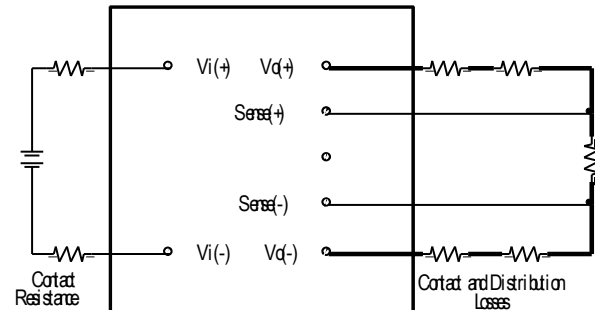 Vi(+) Vo(+)
Sense(+)
Sense(-)
Vi(-) Vo(-)
Contact
Resistance
Contact and Distribution
Losses